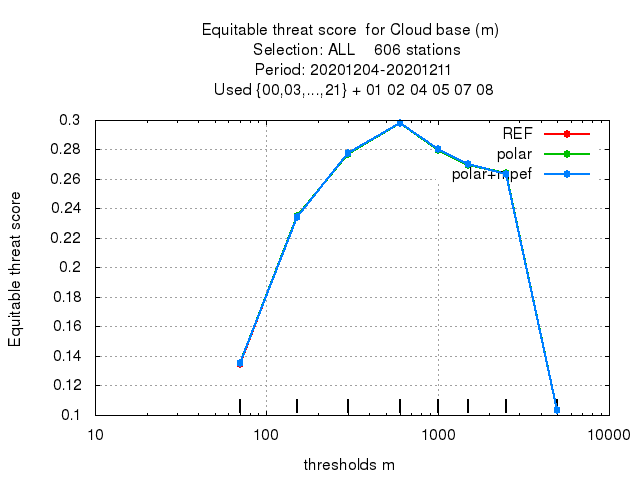 Equitable threat score  for Cloud base (m)
Selection: ALL    606 stations
Period: 20201204-20201211
Used {00,03,...,21} + 01 02 04 05 07 08
0.3
0.28
0.26
0.24
0.22
0.2
0.18
0.16
0.14
0.12
0.1
Equitable threat score
REF
polar
polar+mpef
10
100
1000
10000
thresholds m